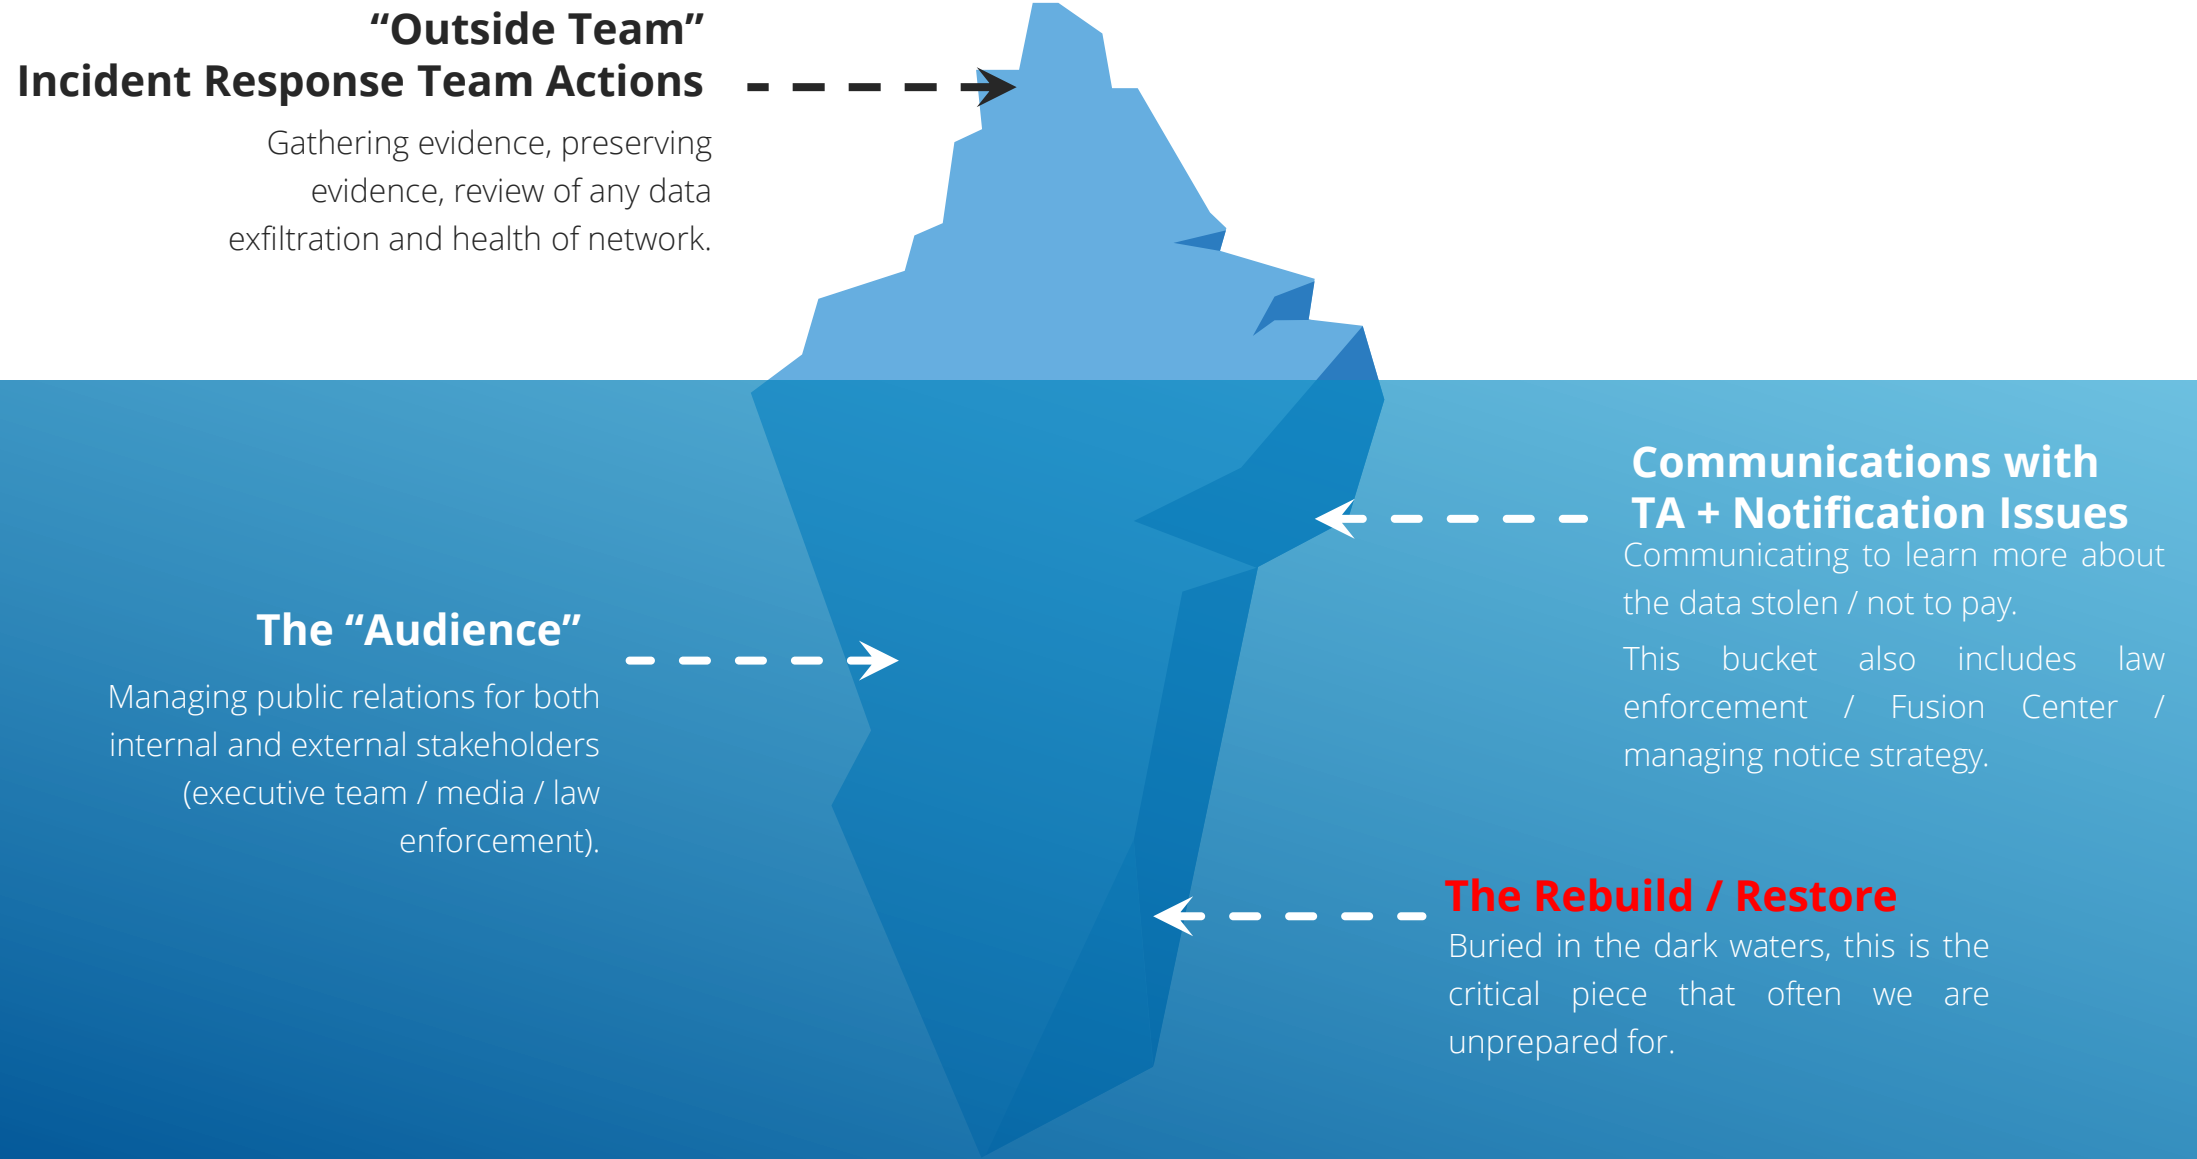 “Outside Team”
Incident Response Team Actions
Gathering evidence, preserving
evidence, review of any data
exfiltration and health of network.
Communications with
TA + Notification Issues
Communicating to learn more about
the data stolen / not to pay.
This bucket also includes law
enforcement / Fusion Center /
managing notice strategy.
The “Audience”
Managing public relations for both
internal and external stakeholders
(executive team / media / law
enforcement).
The Rebuild / Restore
Buried in the dark waters, this is the
critical piece that often we are
unprepared for.